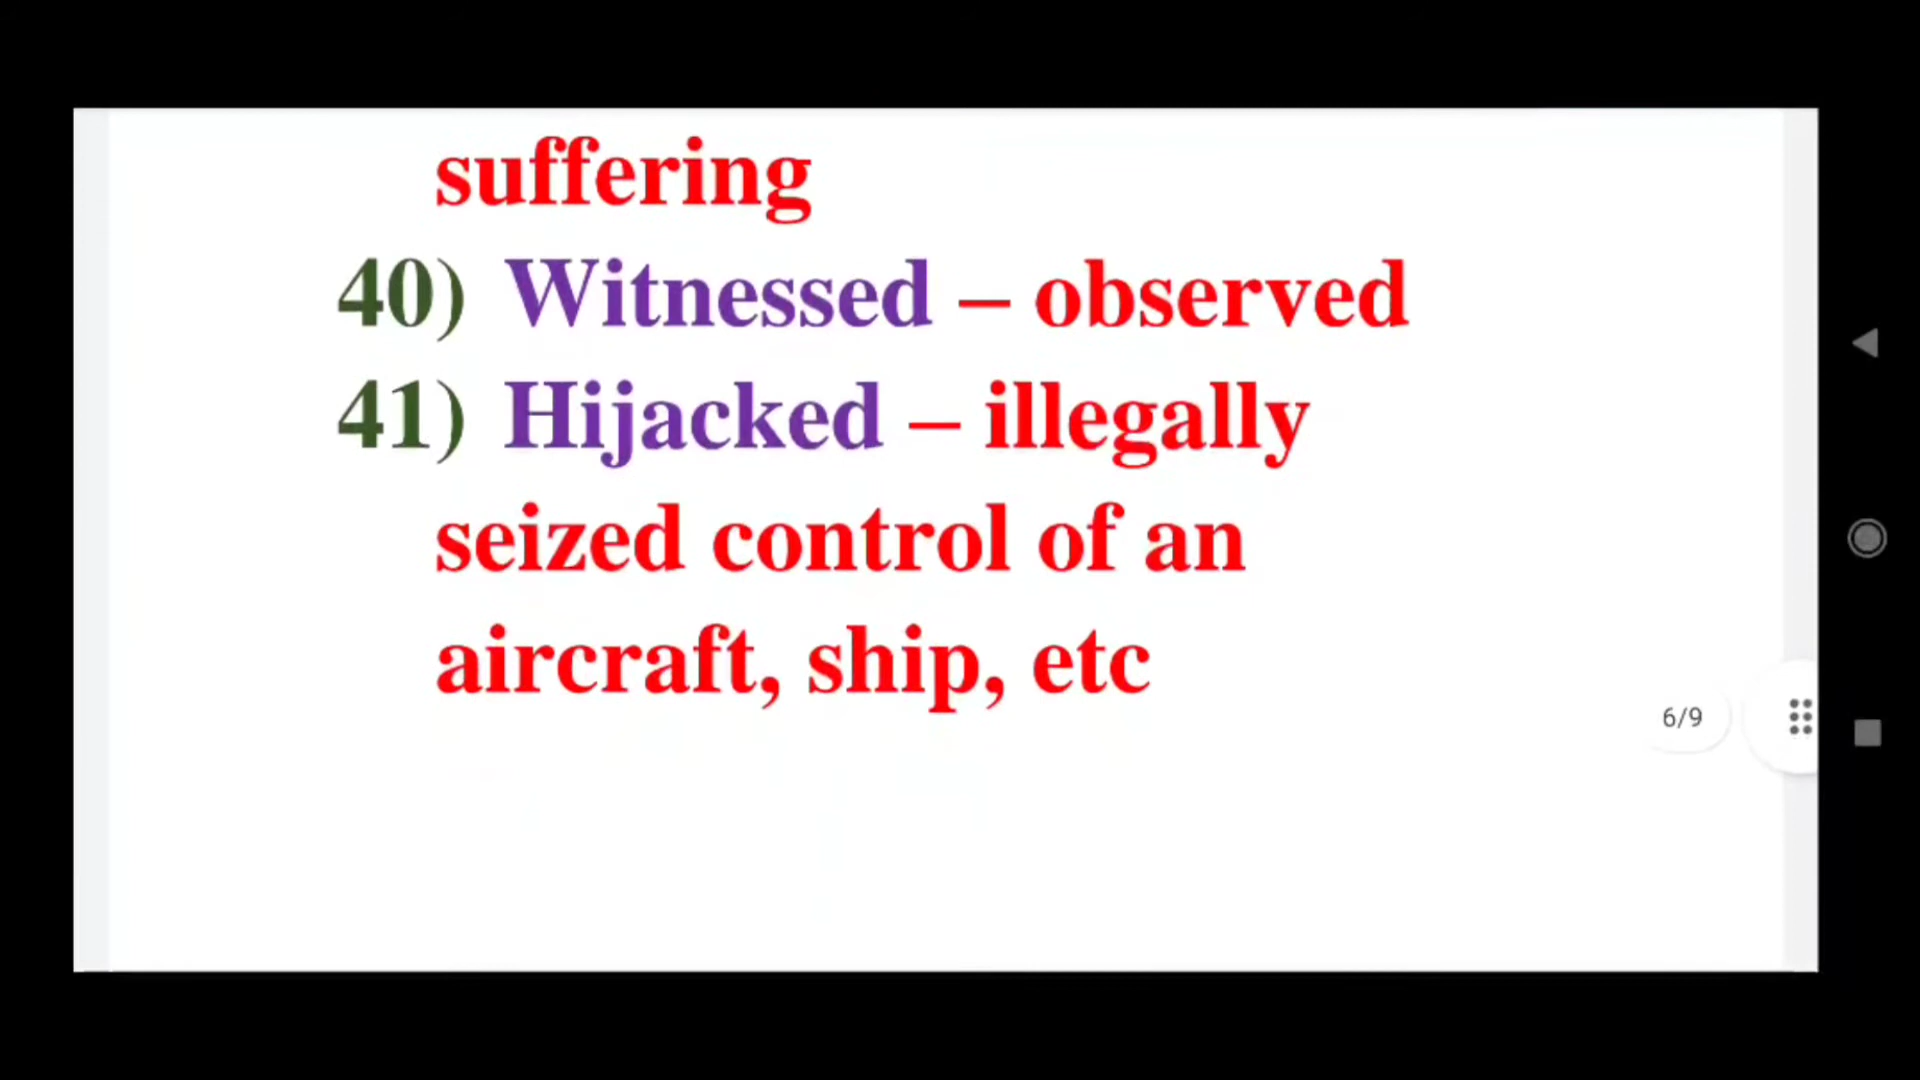 suffering
40) Witnessed – observed
41) Hijacked – illegally
seized control of an
aircraft, ship, etc
6/9